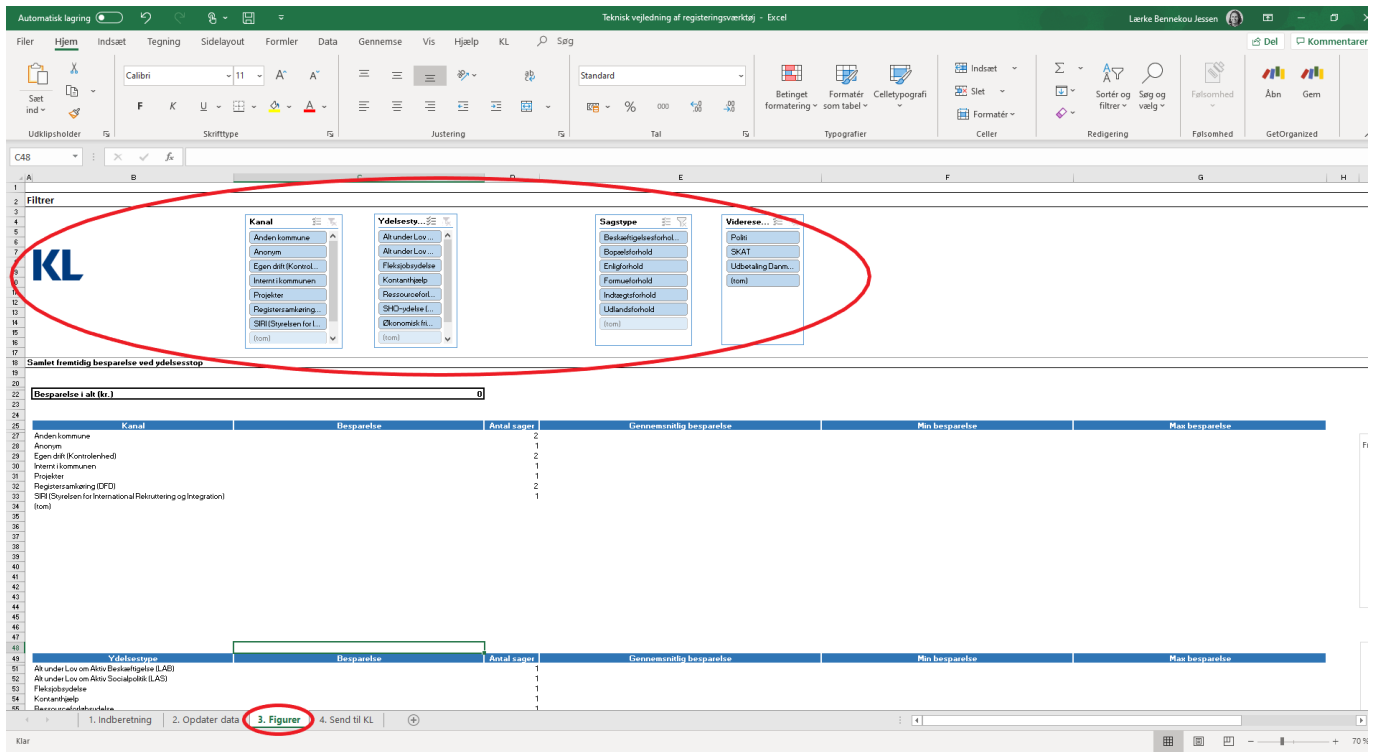 Automatisk lagring
Teknisk vejledning af registeringsværktøj - Excel
Lærke Bennekou Jessen
Filer Hjem Indsæt Tegning Sidelayout Formler Data Gennemse Vis Hjælp KL Søg
Del Kommentarer
Calibri 11 A^ A˅
Standard
Sæt ind
F K U A
% 000
Betinget formatering
Formatér som tabel
Celletypografi
Indsæt
Slet
Formatér
Sortér og filtrer
Søg og vælg
Følsomhed
Åbn Gem
Udklipsholder Skrifttype Justering Tal Typografier Celler Redigering Følsomhed GetOrganized
C48 fx
A B C D E F G H
Filtrer
KL
Kanal
Anden kommune
Anonym
Egen drift (Kontrol...
Internt i kommunen
Projekter
Registersamkøring...
SIRI (Styrelsen for I...
(tom)
Ydelsesty...
Alt under Lov ...
Alt under Lov ...
Fleksjobsydelse
Kontanthjælp
Ressourceforl...
SHO-ydelse (...
Økonomisk fri...
(tom)
Sagstype
Beskæftigelsesforhol...
Bopælsforhold
Enligforhold
Formueforhold
Indtægtsforhold
Udlandsforhold
(tom)
Viderese...
Politi
SKAT
Udbetaling Danm...
(tom)
Samlet fremtidig besparelse ved ydelsesstop
Besparelse i alt (kr.) 0
Kanal Besparelse Antal sager Gennemsnitlig besparelse Min besparelse Max besparelse
Anden kommune 2
Anonym 1
Egen drift (Kontrolenhed) 2
Internt i kommunen 1
Projekter 1
Registersamkøring (DFD) 2
SIRI (Styrelsen for International Rekruttering og Integration) 1
(tom)
Ydelsestype Besparelse Antal sager Gennemsnitlig besparelse Min besparelse Max besparelse
Alt under Lov om Aktiv Beskæftigelse (LAB) 1
Alt under Lov om Aktiv Socialpolitik (LAS) 1
Fleksjobsydelse 1
Kontanthjælp 1
Ressourceforløbsydelse 1
1. Indberetning 2. Opdater data 3. Figurer 4. Send til KL
Klar
70 %